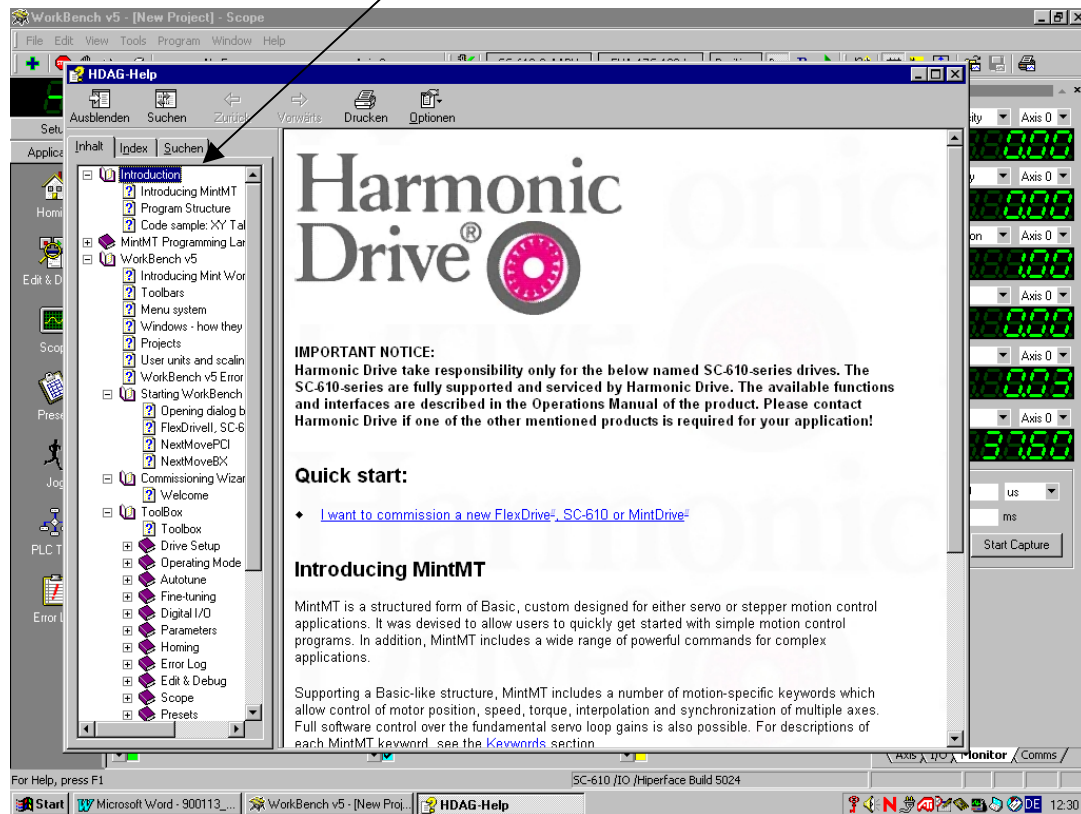 WorkBench v5 - [New Project] - Scope
File Edit View Tools Program Window Help
HDAG-Help
Ausblenden Suchen Zurück Vorwärts Drucken Optionen
Inhalt Index Suchen
Introduction
Introducing MintMT
Program Structure
Code sample: XY Tal
MintMT Programming Lar
WorkBench v5
Introducing Mint Wor
Toolbars
Menu system
Windows - how they
Projects
User units and scalin
WorkBench v5 Error
Starting WorkBench
Opening dialog b
FlexDriveII, SC-6
NextMovePCI
NextMoveBX
Commissioning Wizar
Welcome
ToolBox
Toolbox
Drive Setup
Operating Mode
Autotune
Fine-tuning
Digital I/O
Parameters
Homing
Error Log
Edit & Debug
Scope
Presets
Harmonic
Drive®
IMPORTANT NOTICE:
Harmonic Drive take responsibility only for the below named SC-610-series drives. The
SC-610-series are fully supported and serviced by Harmonic Drive. The available functions
and interfaces are described in the Operations Manual of the product. Please contact
Harmonic Drive if one of the other mentioned products is required for your application!
Quick start:
I want to commission a new FlexDrive, SC-610 or MintDrive
Introducing MintMT
MintMT is a structured form of Basic, custom designed for either servo or stepper motion control
applications. It was devised to allow users to quickly get started with simple motion control
programs. In addition, MintMT includes a wide range of powerful commands for complex
applications.
Supporting a Basic-like structure, MintMT includes a number of motion-specific keywords which
allow control of motor position, speed, torque, interpolation and synchronization of multiple axes.
Full software control over the fundamental servo loop gains is also possible. For descriptions of
each MintMT keyword, see the Keywords section.
Setu
Applica
Homi
Edit & D
Scop
Prese
Jog
PLC T
Error L
ity Axis 0
0.00
y Axis 0
0.00
on Axis 0
.00
Axis 0
0.00
Axis 0
0.03
Axis 0
37.60
us
ms
Start Capture
Axis I/O Monitor Comms
For Help, press F1
SC-610 /IO /Hiperface Build 5024
Start Microsoft Word - 900113_... WorkBench v5 - [New Proj... HDAG-Help DE 12:30